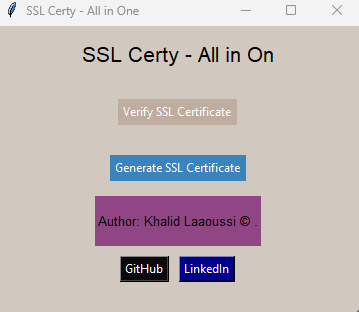 SSL Certy - All in One
SSL Certy - All in On
Verify SSL Certificate
Generate SSL Certificate
Author: Khalid Laaoussi © .
GitHub
LinkedIn